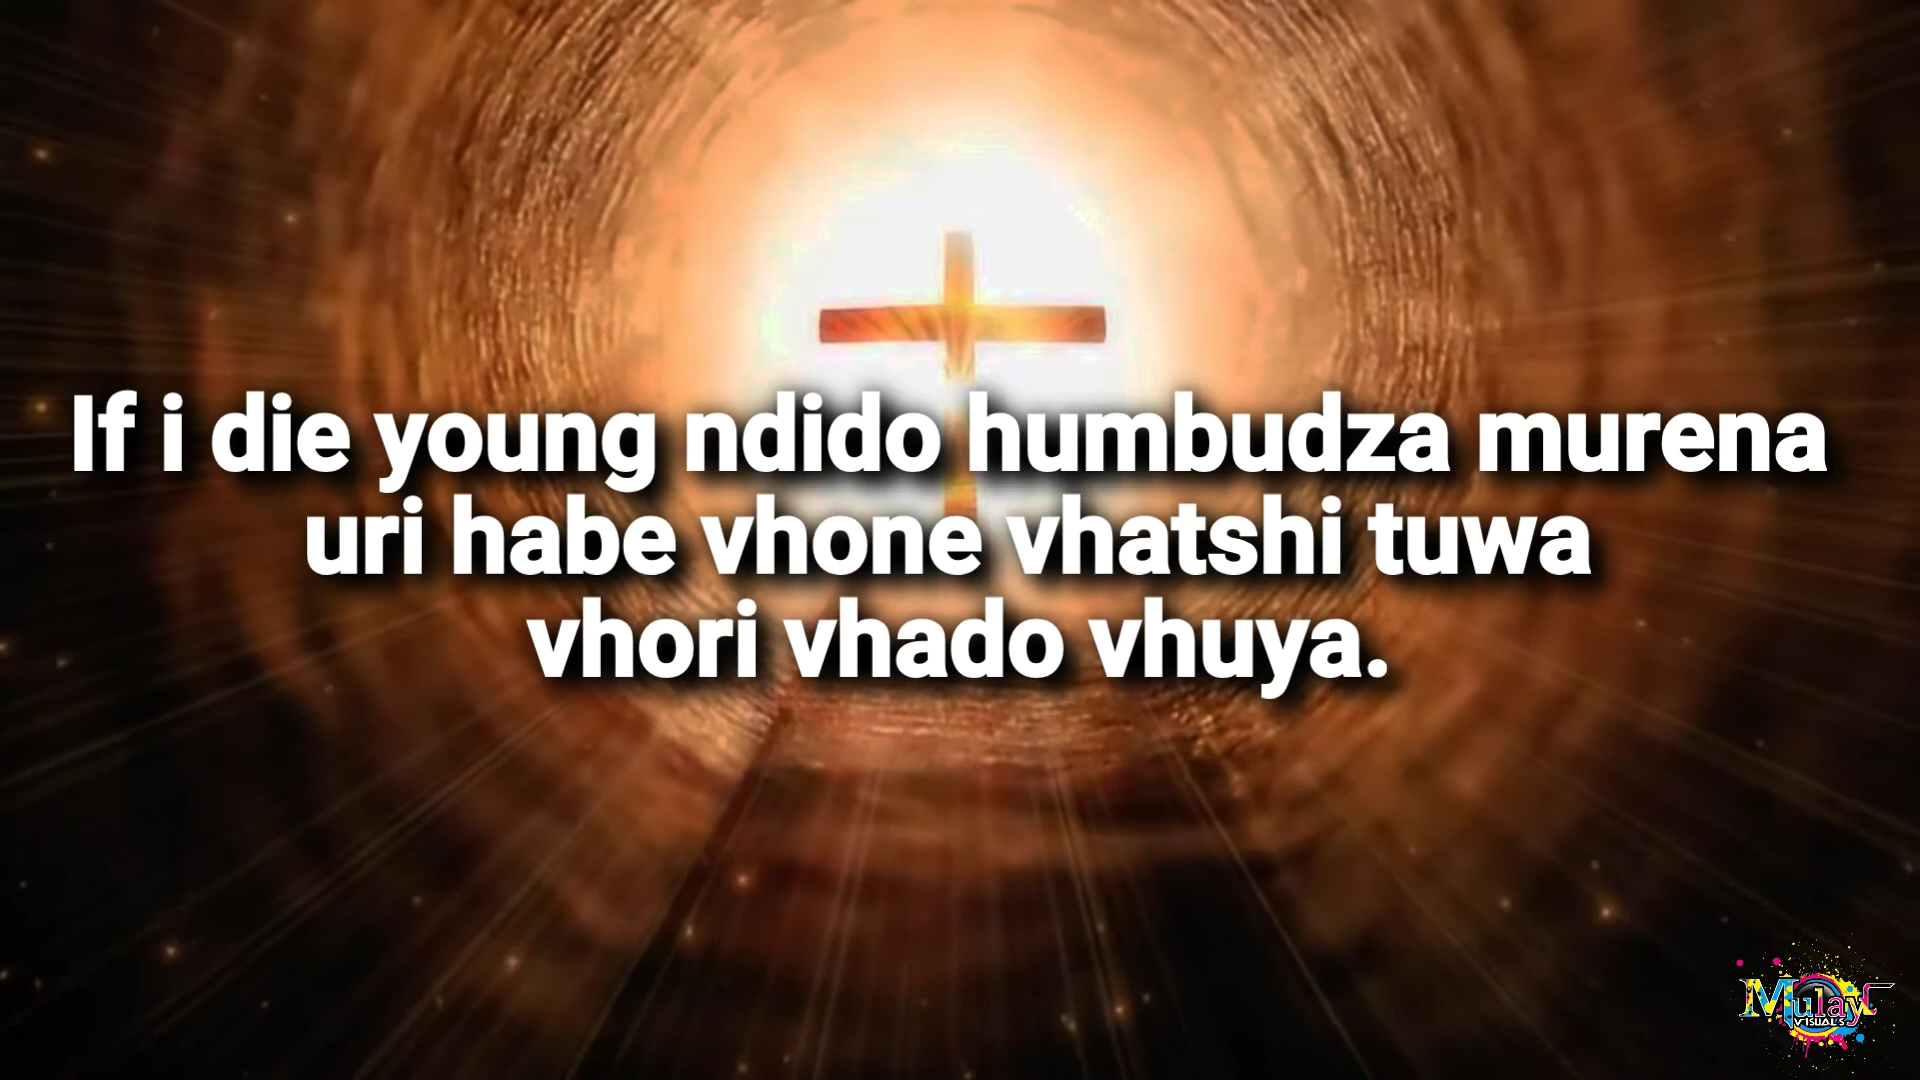 If i die young ndido humbudza murena
uri habe vhone vhatshi tuwa
vhori vhado vhuya.
Mulay
VISUALS